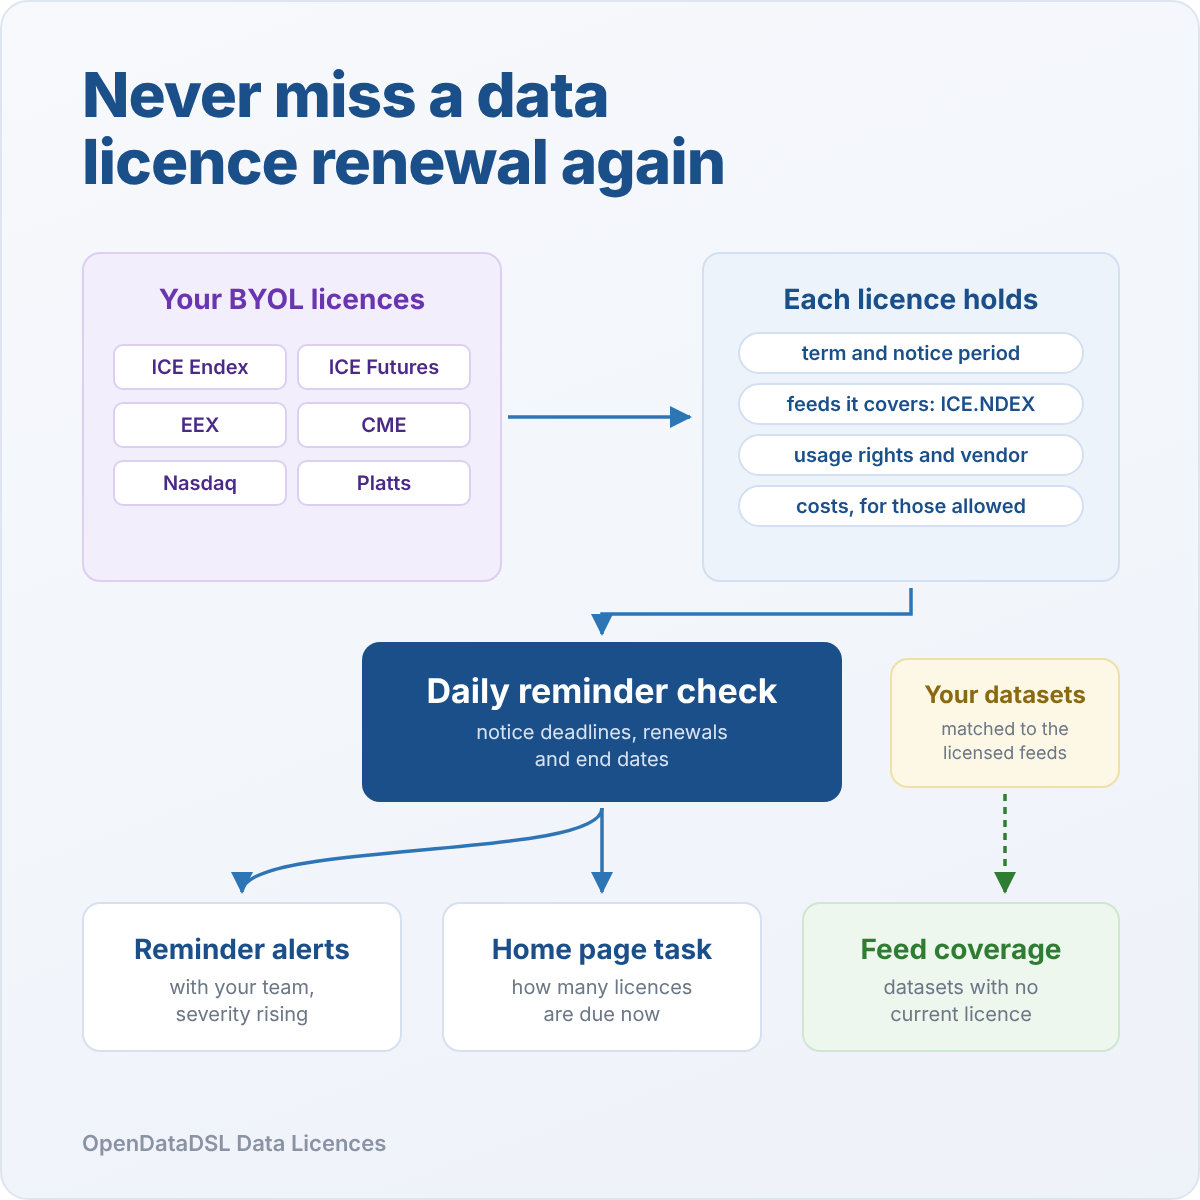 Never miss a data
licence renewal again
Your BYOL licences
ICE Endex
ICE Futures
EEX
CME
Nasdaq
Platts
Each licence holds
term and notice period
feeds it covers: ICE.NDEX
usage rights and vendor
costs, for those allowed
Daily reminder check
notice deadlines, renewals
and end dates
Your datasets
matched to the
licensed feeds
Reminder alerts
with your team,
severity rising
Home page task
how many licences
are due now
Feed coverage
datasets with no
current licence
OpenDataDSL Data Licences